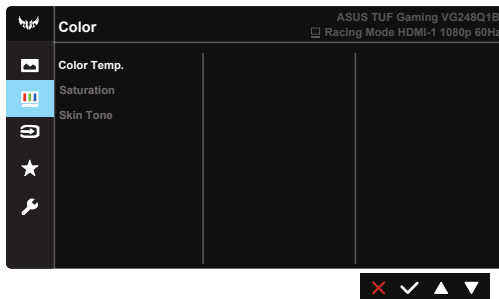 Color
ASUS TUF Gaming VG248Q1B
Racing Mode HDMI-1 1080p 60Hz
Color Temp.
Saturation
Skin Tone